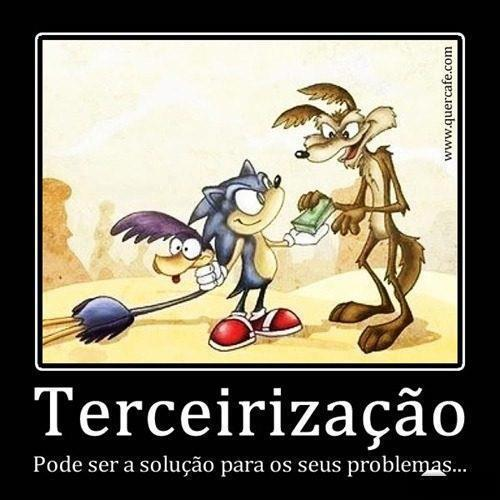 www.quercafe.com
Terceirização
Pode ser a solução para os seus problemas...